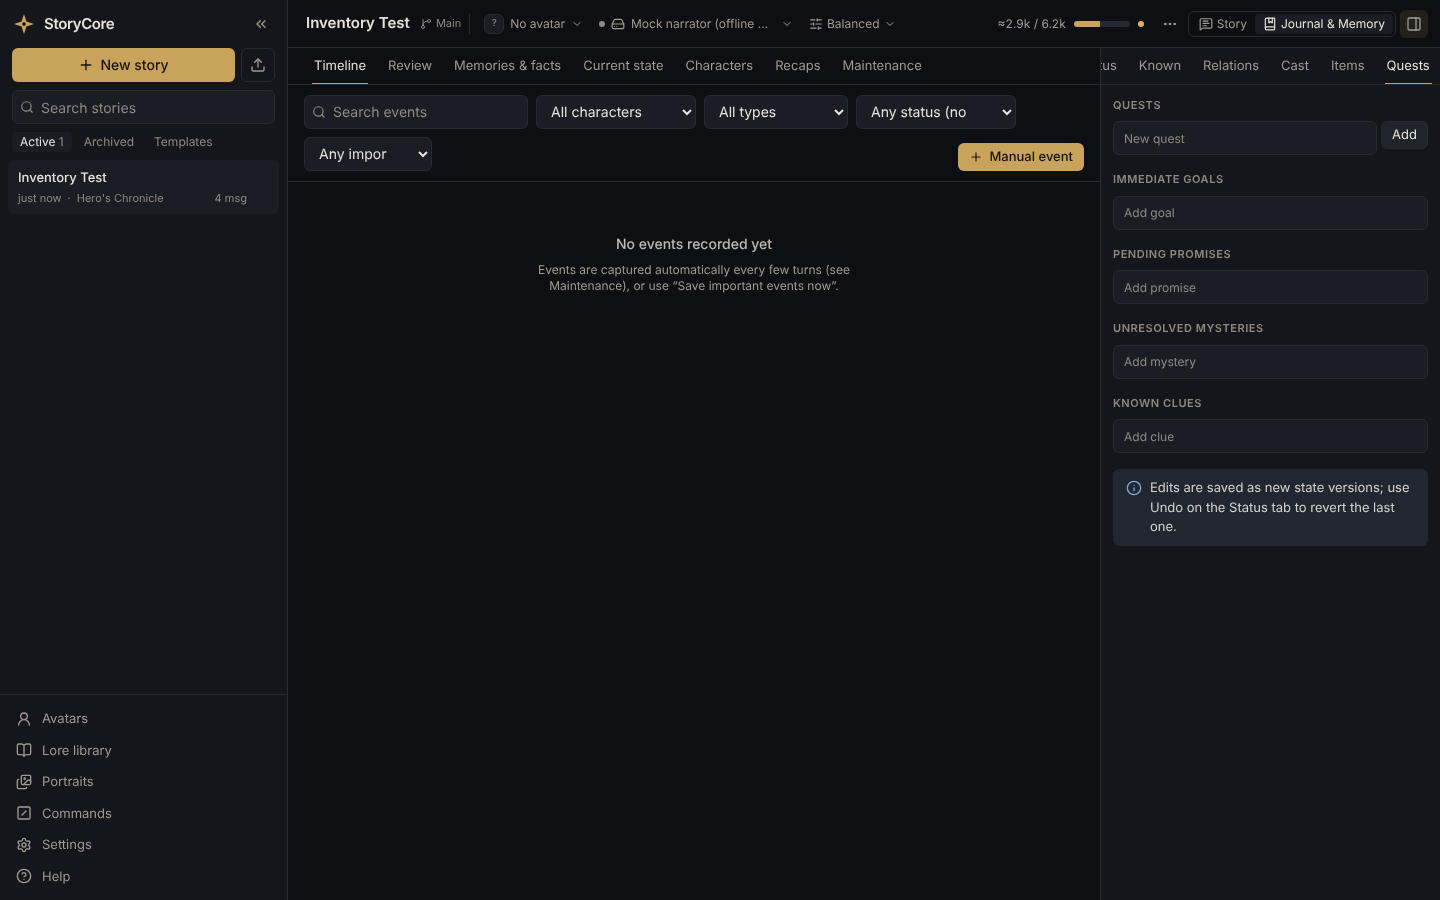 StoryCore
New story
Search stories
Active 1 Archived Templates
Inventory Test
just now · Hero's Chronicle 4 msg
Avatars
Lore library
Portraits
Commands
Settings
Help
Inventory Test Main ? No avatar Mock narrator (offline ... Balanced ≈2.9k / 6.2k Story Journal & Memory
Timeline Review Memories & facts Current state Characters Recaps Maintenance
Search events All characters All types Any status (no
Any impor Manual event
No events recorded yet
Events are captured automatically every few turns (see
Maintenance), or use “Save important events now”.
tus Known Relations Cast Items Quests
QUESTS
New quest Add
IMMEDIATE GOALS
Add goal
PENDING PROMISES
Add promise
UNRESOLVED MYSTERIES
Add mystery
KNOWN CLUES
Add clue
Edits are saved as new state versions; use
Undo on the Status tab to revert the last
one.